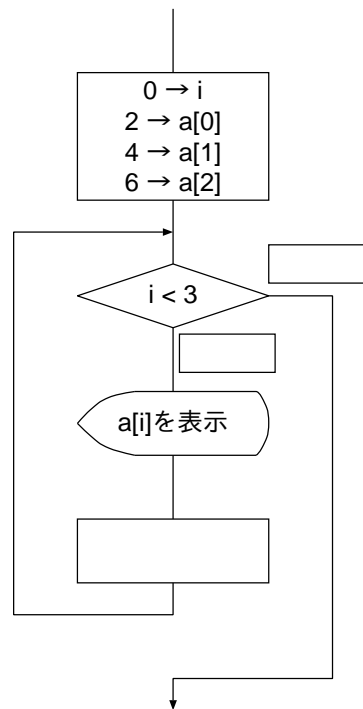 0 → i
2 → a[0]
4 → a[1]
6 → a[2]
i < 3
a[i]を表示